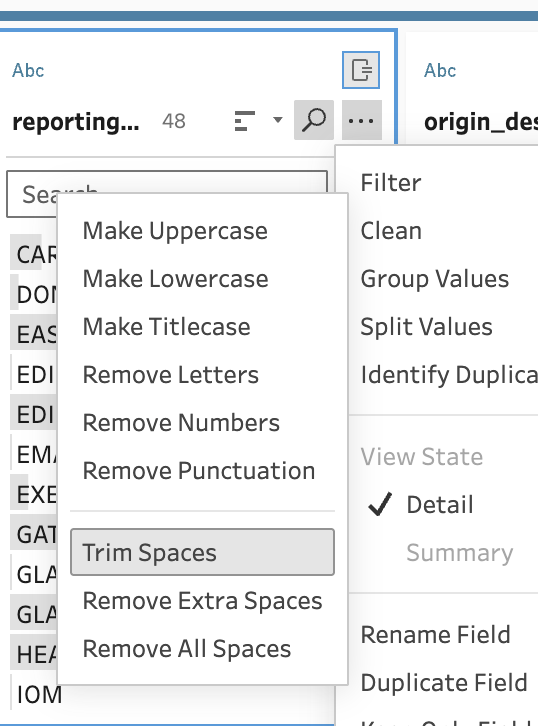 Abc
Abc
reporting... 48
origin_des
Search
Filter
Clean
Group Values
Split Values
Identify Duplica
View State
Detail
Summary
Rename Field
Duplicate Field
Make Uppercase
Make Lowercase
Make Titlecase
Remove Letters
Remove Numbers
Remove Punctuation
Trim Spaces
Remove Extra Spaces
Remove All Spaces
CAR
DON
EAS
EDI
EDI
EMA
EXE
GAT
GLA
GLA
HEA
IOM